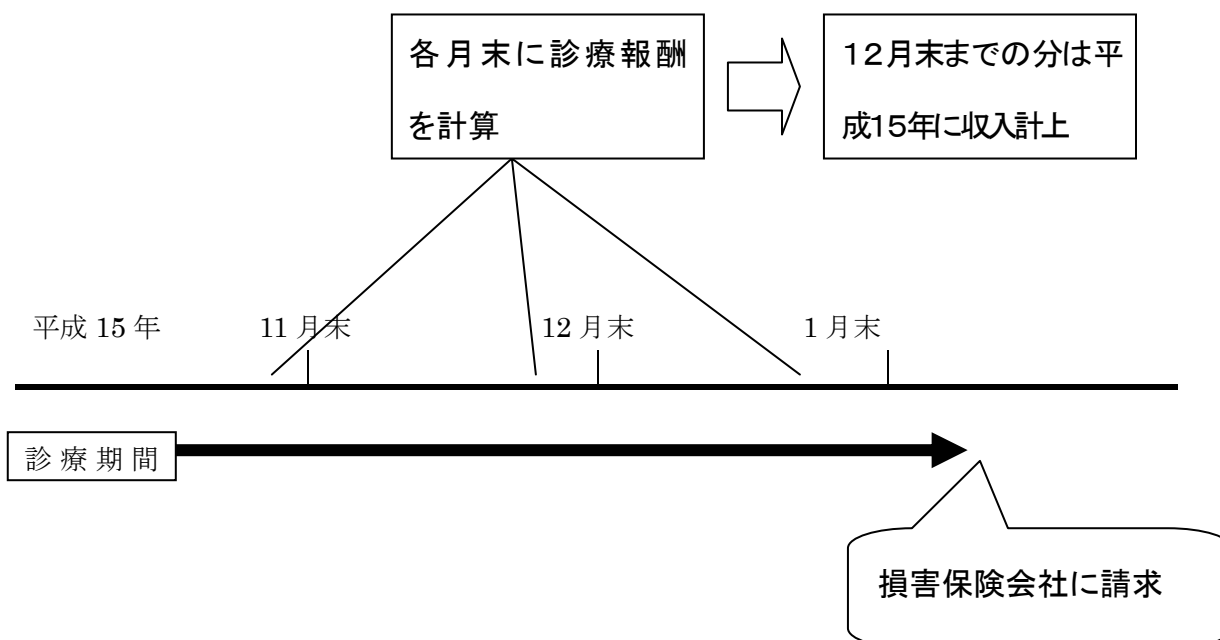 各月末に診療報酬
を計算
12月末までの分は平
成15年に収入計上
平成 15 年
11 月末
12 月末
1 月末
診療期間
損害保険会社に請求